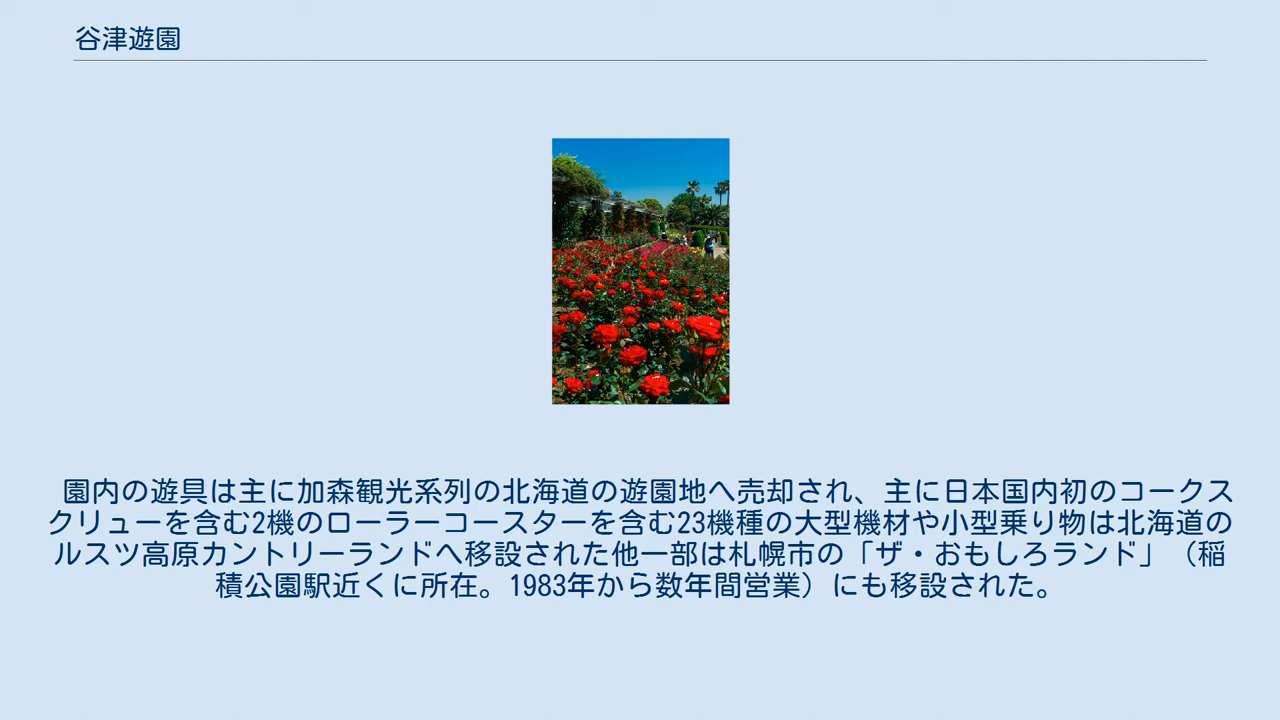 谷津遊園
園内の遊具は主に加森観光系列の北海道の遊園地へ売却され、主に日本国内初のコークス
クリューを含む2機のローラーコースターを含む23機種の大型機材や小型乗り物は北海道の
ルスツ高原カントリーランドへ移設された他一部は札幌市の「ザ・おもしろランド」（稲
積公園駅近くに所在。1983年から数年間営業）にも移設された。